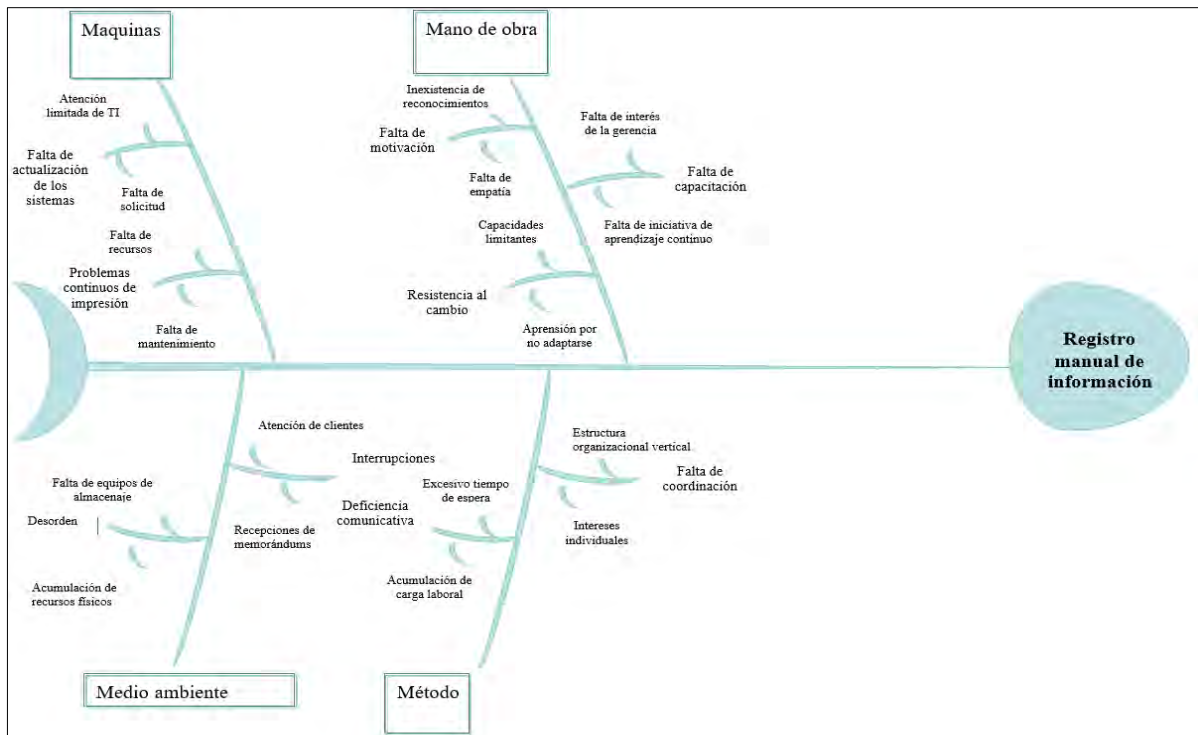 Maquinas
Mano de obra
Atención
limitada de TI
Falta de
actualización
de los
sistemas
Falta de
solicitud
Falta de
recursos
Problemas
continuos de
impresión
Falta de
mantenimiento
Inexistencia de
reconocimientos
Falta de
motivación
Falta de
empatía
Falta de interés
de la gerencia
Falta de
capacitación
Falta de iniciativa de
aprendizaje continuo
Capacidades
limitantes
Resistencia al
cambio
Aprensión por
no adaptarse
Registro
manual de
información
Atención de clientes
Interrupciones
Recepciones de
memorándums
Falta de equipos de
almacenaje
Desorden
Acumulación de
recursos físicos
Estructura
organizacional vertical
Falta de
coordinación
Intereses
individuales
Excesivo tiempo
de espera
Deficiencia
comunicativa
Acumulación de
carga laboral
Medio ambiente
Método